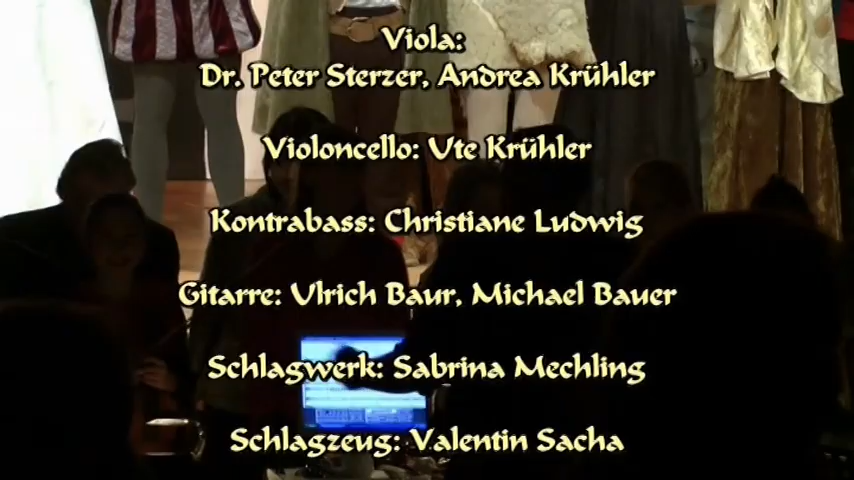 Viola:
Dr. Peter Sterzer, Andrea Krühler
Violoncello: Ute Krühler
Kontrabass: Christiane Ludwig
Gitarre: Ulrich Baur, Michael Bauer
Schlagwerk: Sabrina Mechling
Schlagzeug: Valentin Sacha